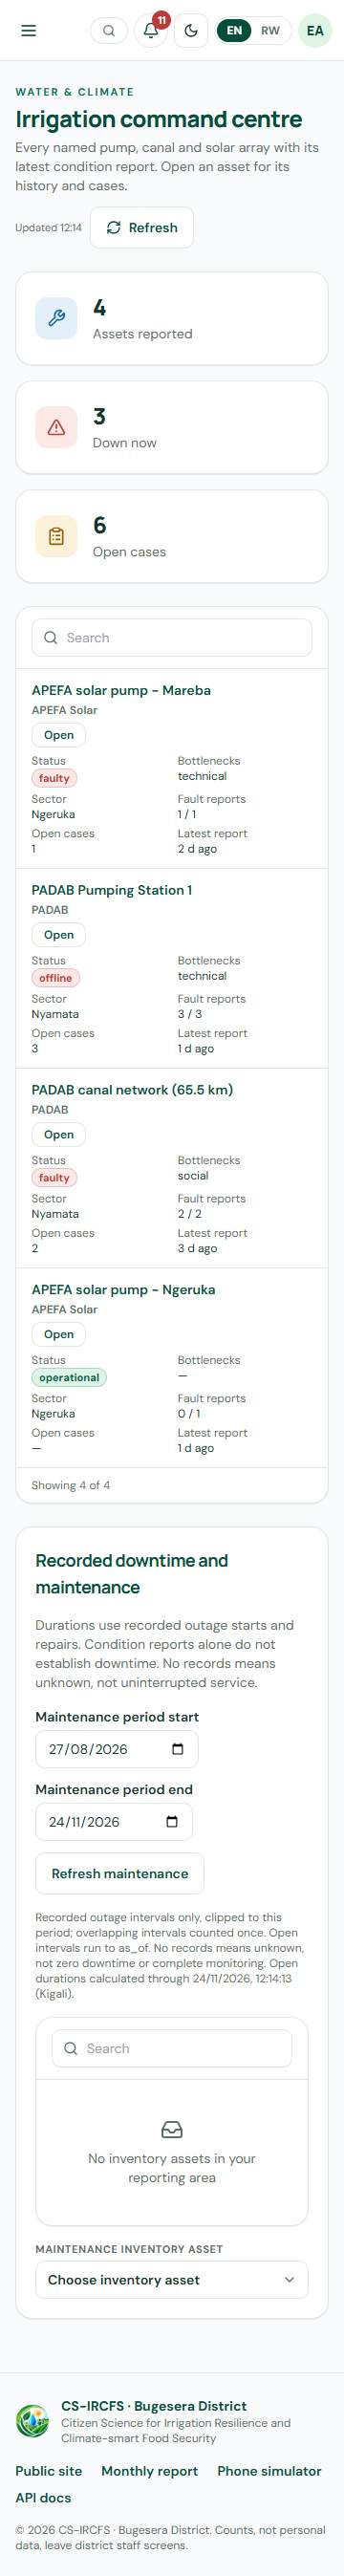 11
EN
RW
EA
WATER & CLIMATE
Irrigation command centre
Every named pump, canal and solar array with its
latest condition report. Open an asset for its
history and cases.
Updated 12:14
Refresh
4
Assets reported
3
Down now
6
Open cases
Search
APEFA solar pump - Mareba
APEFA Solar
Open
Status
Bottlenecks
faulty
technical
Sector
Fault reports
Ngeruka
1 / 1
Open cases
Latest report
1
2 d ago
PADAB Pumping Station 1
PADAB
Open
Status
Bottlenecks
offline
technical
Sector
Fault reports
Nyamata
3 / 3
Open cases
Latest report
3
1 d ago
PADAB canal network (65.5 km)
PADAB
Open
Status
Bottlenecks
faulty
social
Sector
Fault reports
Nyamata
2 / 2
Open cases
Latest report
2
3 d ago
APEFA solar pump - Ngeruka
APEFA Solar
Open
Status
Bottlenecks
operational
—
Sector
Fault reports
Ngeruka
0 / 1
Open cases
Latest report
—
1 d ago
Showing 4 of 4
Recorded downtime and
maintenance
Durations use recorded outage starts and
repairs. Condition reports alone do not
establish downtime. No records means
unknown, not uninterrupted service.
Maintenance period start
27/08/2026
Maintenance period end
24/11/2026
Refresh maintenance
Recorded outage intervals only, clipped to this
period; overlapping intervals counted once. Open
intervals run to as_of. No records means unknown,
not zero downtime or complete monitoring. Open
durations calculated through 24/11/2026, 12:14:13
(Kigali).
Search
No inventory assets in your
reporting area
MAINTENANCE INVENTORY ASSET
Choose inventory asset
CS-IRCFS · Bugesera District
Citizen Science for Irrigation Resilience and
Climate-smart Food Security
Public site
Monthly report
Phone simulator
API docs
© 2026 CS-IRCFS · Bugesera District. Counts, not personal
data, leave district staff screens.